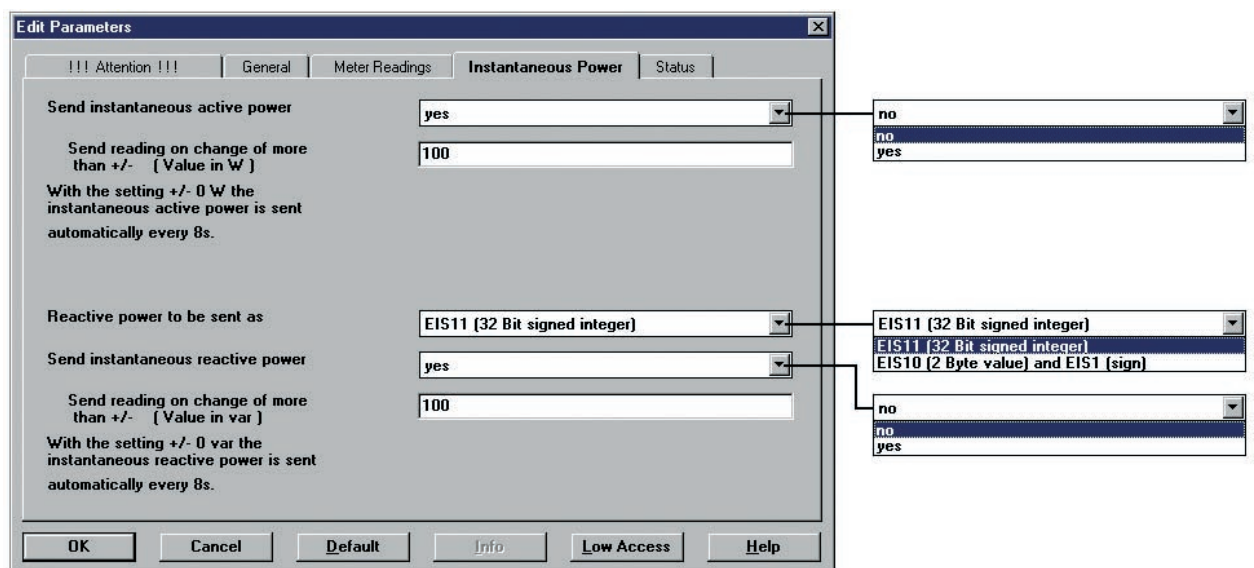 Edit Parameters
!!! Attention !!! General Meter Readings Instantaneous Power Status
Send instantaneous active power yes no
no
yes
Send reading on change of more
than +/- ( Value in W ) 100
With the setting +/- 0 W the
instantaneous active power is sent
automatically every 8s.
Reactive power to be sent as EIS11 (32 Bit signed integer) EIS11 (32 Bit signed integer)
EIS11 (32 Bit signed integer)
EIS10 (2 Byte value) and EIS1 (sign)
Send instantaneous reactive power yes no
no
yes
Send reading on change of more
than +/- ( Value in var ) 100
With the setting +/- 0 var the
instantaneous reactive power is sent
automatically every 8s.
OK Cancel Default Info Low Access Help